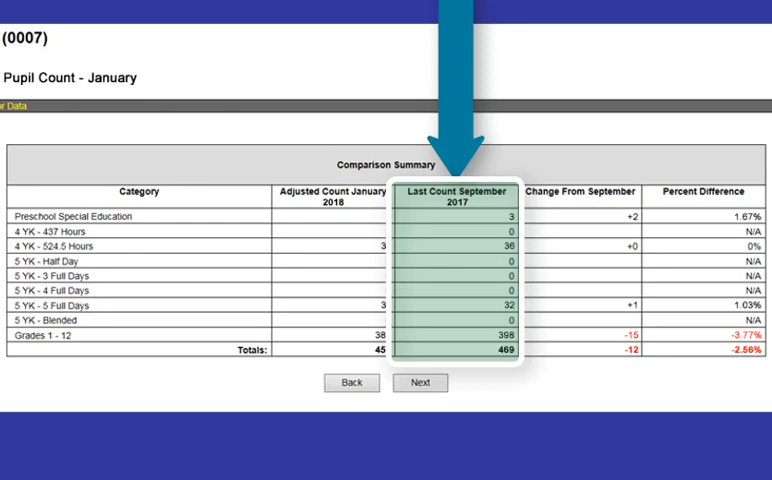 (0007)
Pupil Count - January
or Data
Comparison Summary
Category Adjusted Count January 2018 Last Count September 2017 Change From September Percent Difference
Preschool Special Education 3 +2 1.67%
4 YK - 437 Hours 0 N/A
4 YK - 524.5 Hours 3 36 +0 0%
5 YK - Half Day 0 N/A
5 YK - 3 Full Days 0 N/A
5 YK - 4 Full Days 0 N/A
5 YK - 5 Full Days 3 32 +1 1.03%
5 YK - Blended 0 N/A
Grades 1 - 12 38 398 -15 -3.77%
Totals: 45 469 -12 -2.56%
Back Next